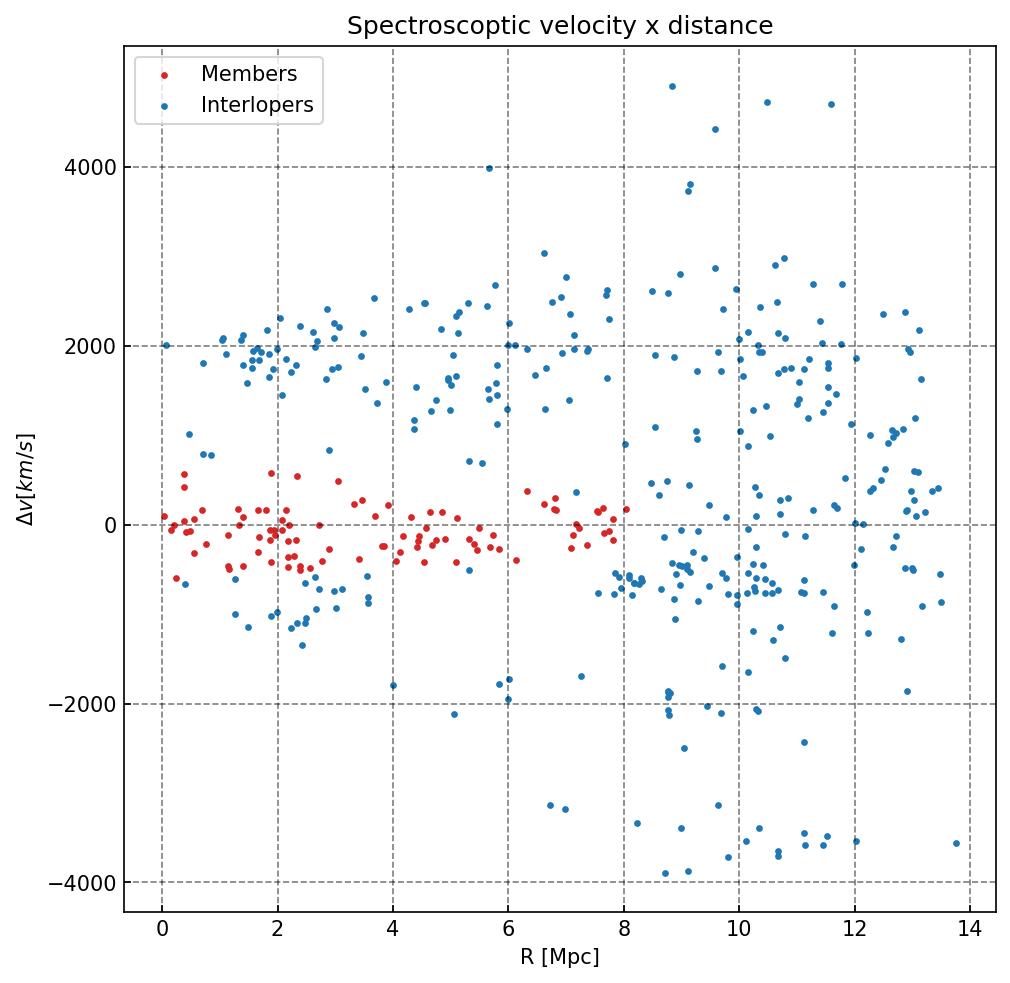 Spectroscoptic velocity x distance
Members
Interlopers
4000
2000
0
−2000
−4000
Δv[km/s]
0 2 4 6 8 10 12 14
R [Mpc]